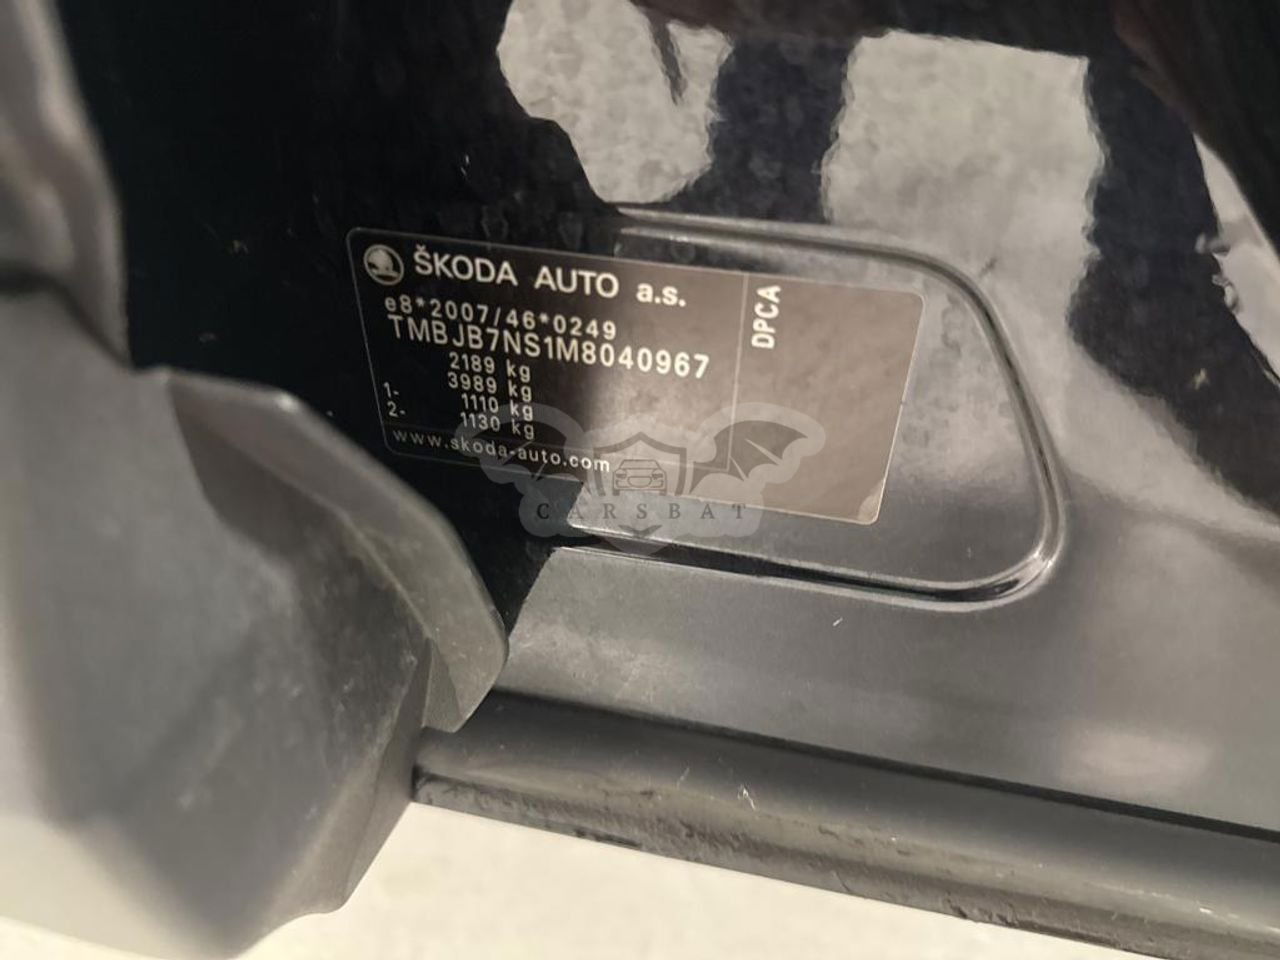 ŠKODA AUTO a.s.
e8*2007/46*0249
TMBJB7NS1M8040967
2189 kg
3989 kg
1- 1110 kg
2- 1130 kg
www.skoda-auto.com
DPCA
CARSBAT